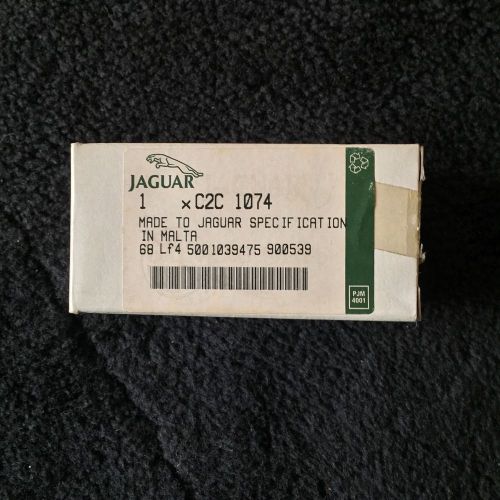 JAGUAR
1 x C2C 1074
MADE TO JAGUAR SPECIFICATION
IN MALTA
68 Lf4 5001039475 900539
PJM
4001